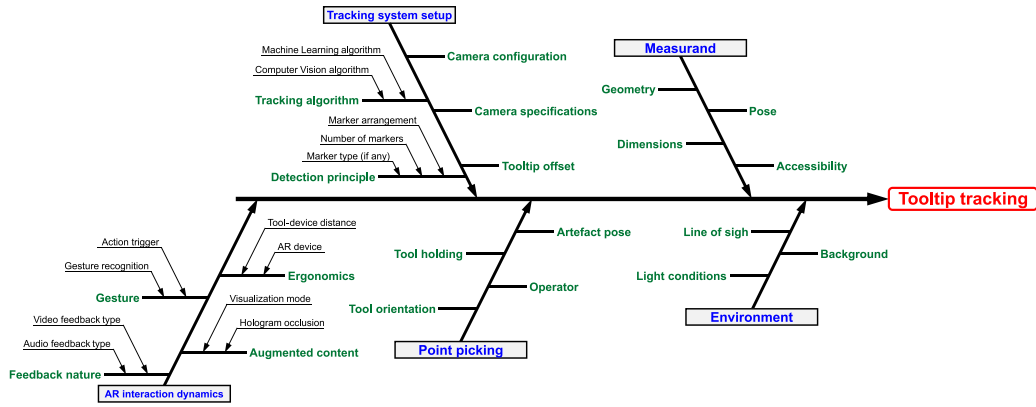 Tracking system setup
Machine Learning algorithm
Camera configuration
Measurand
Computer Vision algorithm
Geometry
Tracking algorithm
Camera specifications
Pose
Marker arrangement
Number of markers
Dimensions
Marker type (if any)
Tooltip offset
Accessibility
Detection principle
Tooltip tracking
Tool-device distance
Artefact pose
Line of sigh
Action trigger
AR device
Tool holding
Background
Gesture recognition
Ergonomics
Light conditions
Gesture
Visualization mode
Operator
Tool orientation
Environment
Video feedback type
Hologram occlusion
Audio feedback type
Augmented content
Point picking
Feedback nature
AR interaction dynamics